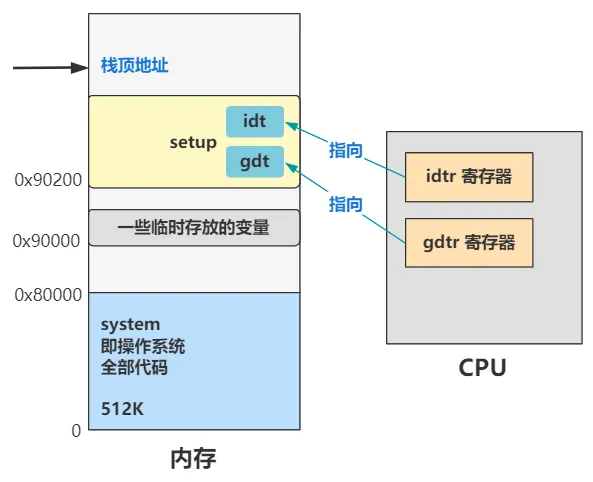 栈顶地址
idt
setup
gdt
0x90200
一些临时存放的变量
0x90000
0x80000
system
即操作系统
全部代码
512K
0
内存
指向
指向
idtr 寄存器
gdtr 寄存器
CPU